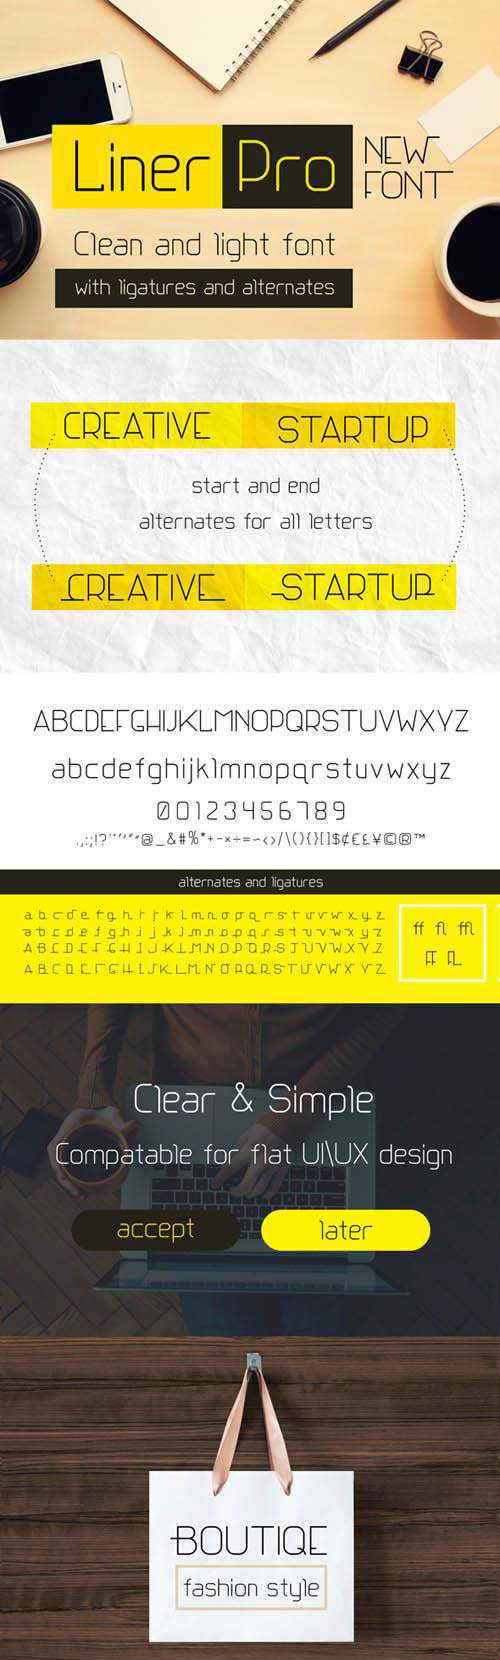 Liner Pro NEW FONT
Clean and light font
with ligatures and alternates
CREATIVE STARTUP
start and end
alternates for all letters
CREATIVE STARTUP
ABCDEFGHIJKLMNOPQRSTUVWXYZ
abcdefghijklmnopqrstuvwxyz
00123456789
alternates and ligatures
a b c d e f g h i j k l m n o p q r s t u v w x y z
a b c d e f g h i j k l m n o p q r s t u v w x y z
A B C D E F G H I J K L M N O P Q R S T U V W X Y Z
A B C D E F G H I J K L M N O P Q R S T U V W X Y Z
ff fl ffl
FF FL
Clear & Simple
Compatable for flat UI\UX design
accept later
BOUTIQE
fashion style